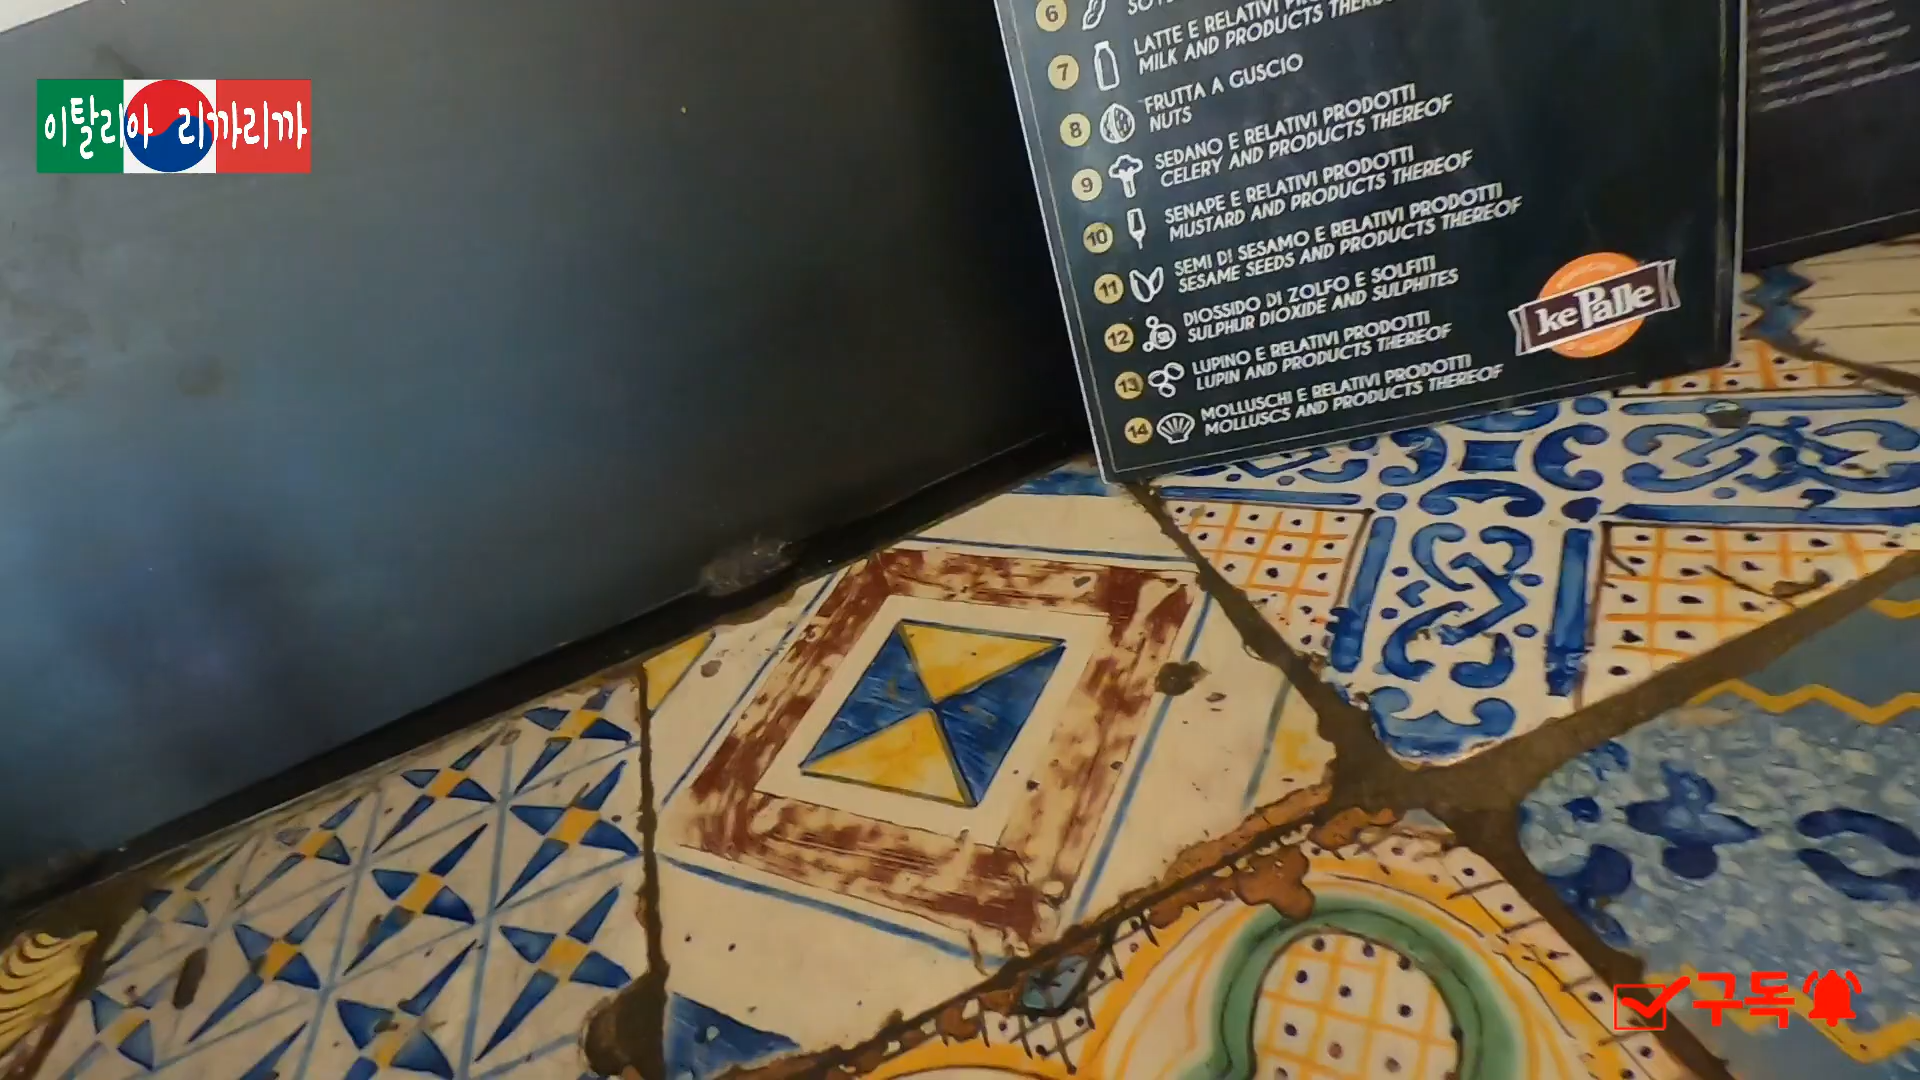 이탈리아 리까리까
6
7 LATTE E RELATIVI
MILK AND PRODUCTS
8 FRUTTA A GUSCIO
NUTS
9 SEDANO E RELATIVI PRODOTTI
CELERY AND PRODUCTS THEREOF
10 SENAPE E RELATIVI PRODOTTI
MUSTARD AND PRODUCTS THEREOF
11 SEMI DI SESAMO E RELATIVI PRODOTTI
SESAME SEEDS AND PRODUCTS THEREOF
12 DIOSSIDO DI ZOLFO E SOLFITI
SULPHUR DIOXIDE AND SULPHITES
13 LUPINO E RELATIVI PRODOTTI
LUPIN AND PRODUCTS THEREOF
14 MOLLUSCHI E RELATIVI PRODOTTI
MOLLUSCS AND PRODUCTS THEREOF
kePalle
구독